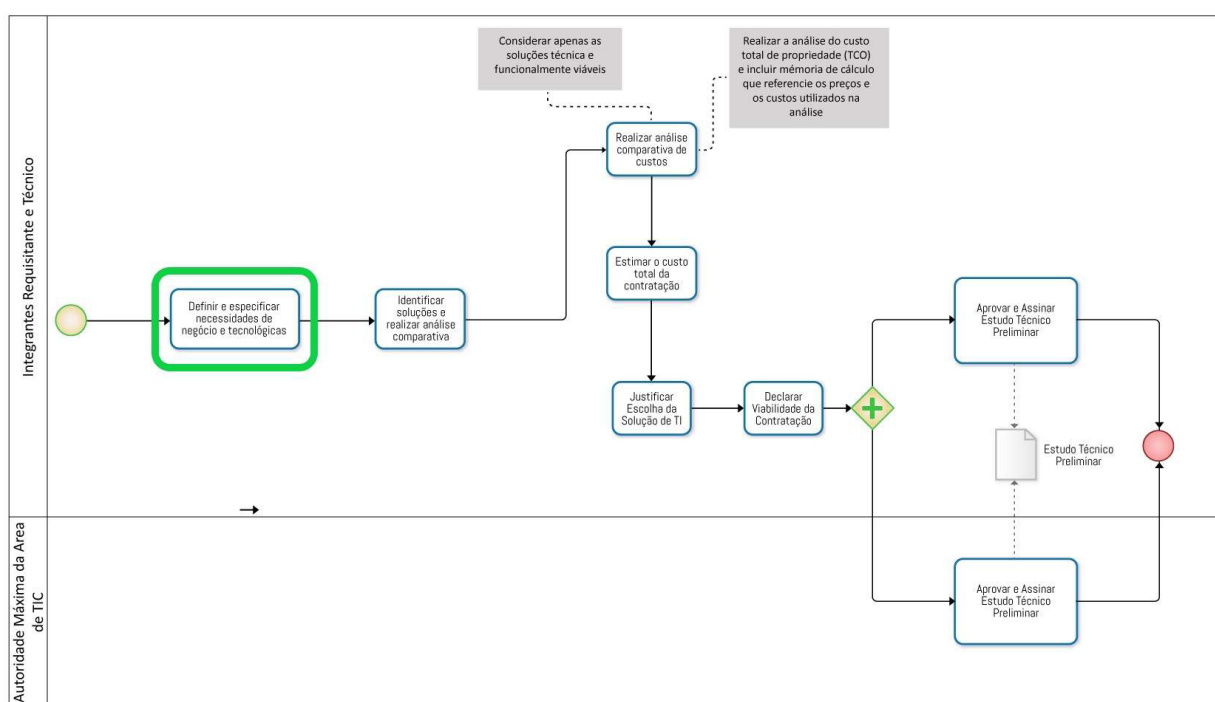 Considerar apenas as
soluções técnica e
funcionalmente viáveis
Realizar a análise do custo
total de propriedade (TCO)
e incluir mémoria de cálculo
que referencie os preços e
os custos utilizados na
análise
Integrantes Requisitante e Técnico
Realizar análise
comparativa de
custos
Definir e especificar
necessidades de
negócio e tecnológicas
Identificar
soluções e
realizar análise
comparativa
Estimar o custo
total da
contratação
Justificar
Escolha da
Solução de TI
Declarar
Viabilidade da
Contratação
Aprovar e Assinar
Estudo Técnico
Preliminar
Estudo Técnico
Preliminar
Autoridade Máxima da Area
de TIC
Aprovar e Assinar
Estudo Técnico
Preliminar